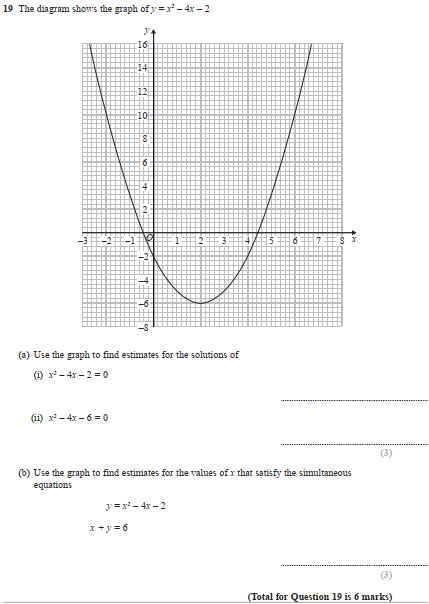 19 The diagram shows the graph of y = x² – 4x – 2
y
16
14
12
10
8
6
4
2
–3 –2 –1 O 1 2 3 4 5 6 7 8 x
–2
–4
–6
–8
(a) Use the graph to find estimates for the solutions of
(i) x² – 4x – 2 = 0
(ii) x² – 4x – 6 = 0
(3)
(b) Use the graph to find estimates for the values of x that satisfy the simultaneous
equations
y = x² – 4x – 2
x + y = 6
(3)
(Total for Question 19 is 6 marks)